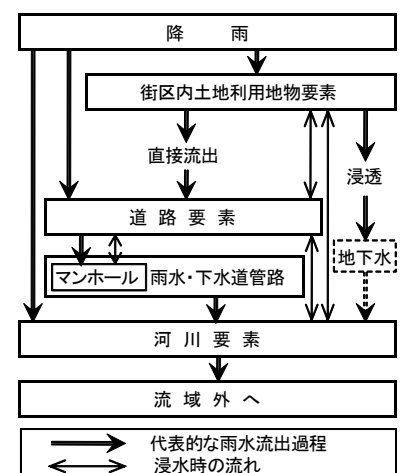 降 雨
街区内土地利用地物要素
直接流出
浸透
道 路 要 素
地下水
マンホール 雨水・下水道管路
河 川 要 素
流 域 外 へ
代表的な雨水流出過程
浸水時の流れ